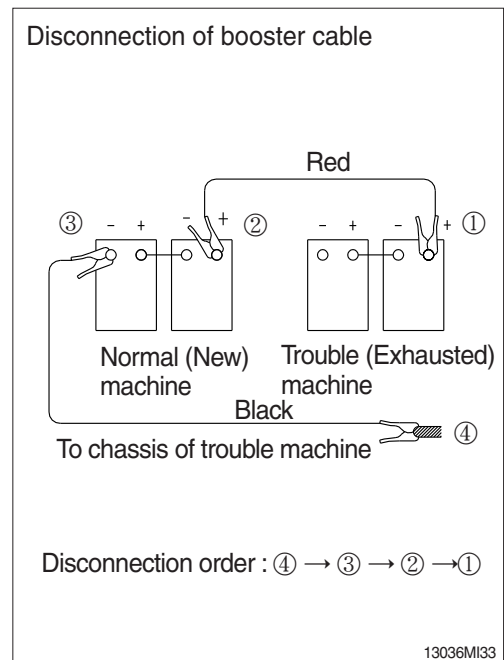 Disconnection of booster cable
Red
③ - + - + ② - + - + ①
Normal (New)
machine
Trouble (Exhausted)
machine
Black
To chassis of trouble machine
④
Disconnection order : ④ → ③ → ② →①
13036MI33